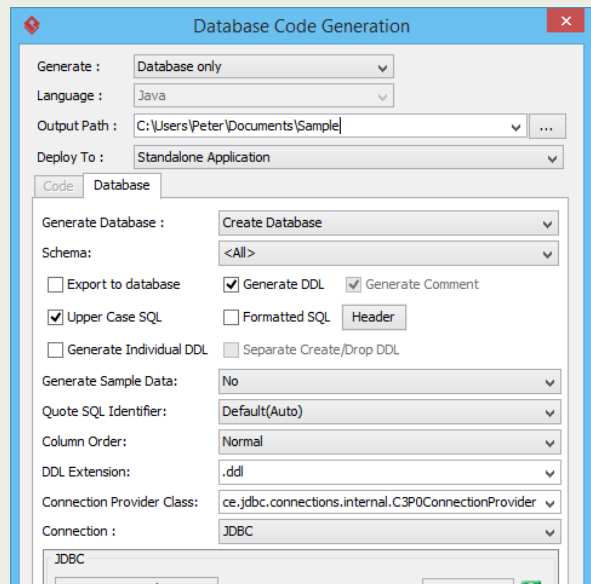 Database Code Generation
Generate : Database only
Language : Java
Output Path : C:\Users\Peter\Documents\Sample ...
Deploy To : Standalone Application
Code Database
Generate Database : Create Database
Schema: <All>
Export to database Generate DDL Generate Comment
Upper Case SQL Formatted SQL Header
Generate Individual DDL Separate Create/Drop DDL
Generate Sample Data: No
Quote SQL Identifier: Default(Auto)
Column Order: Normal
DDL Extension: .ddl
Connection Provider Class: ce.jdbc.connections.internal.C3P0ConnectionProvider
Connection : JDBC
JDBC